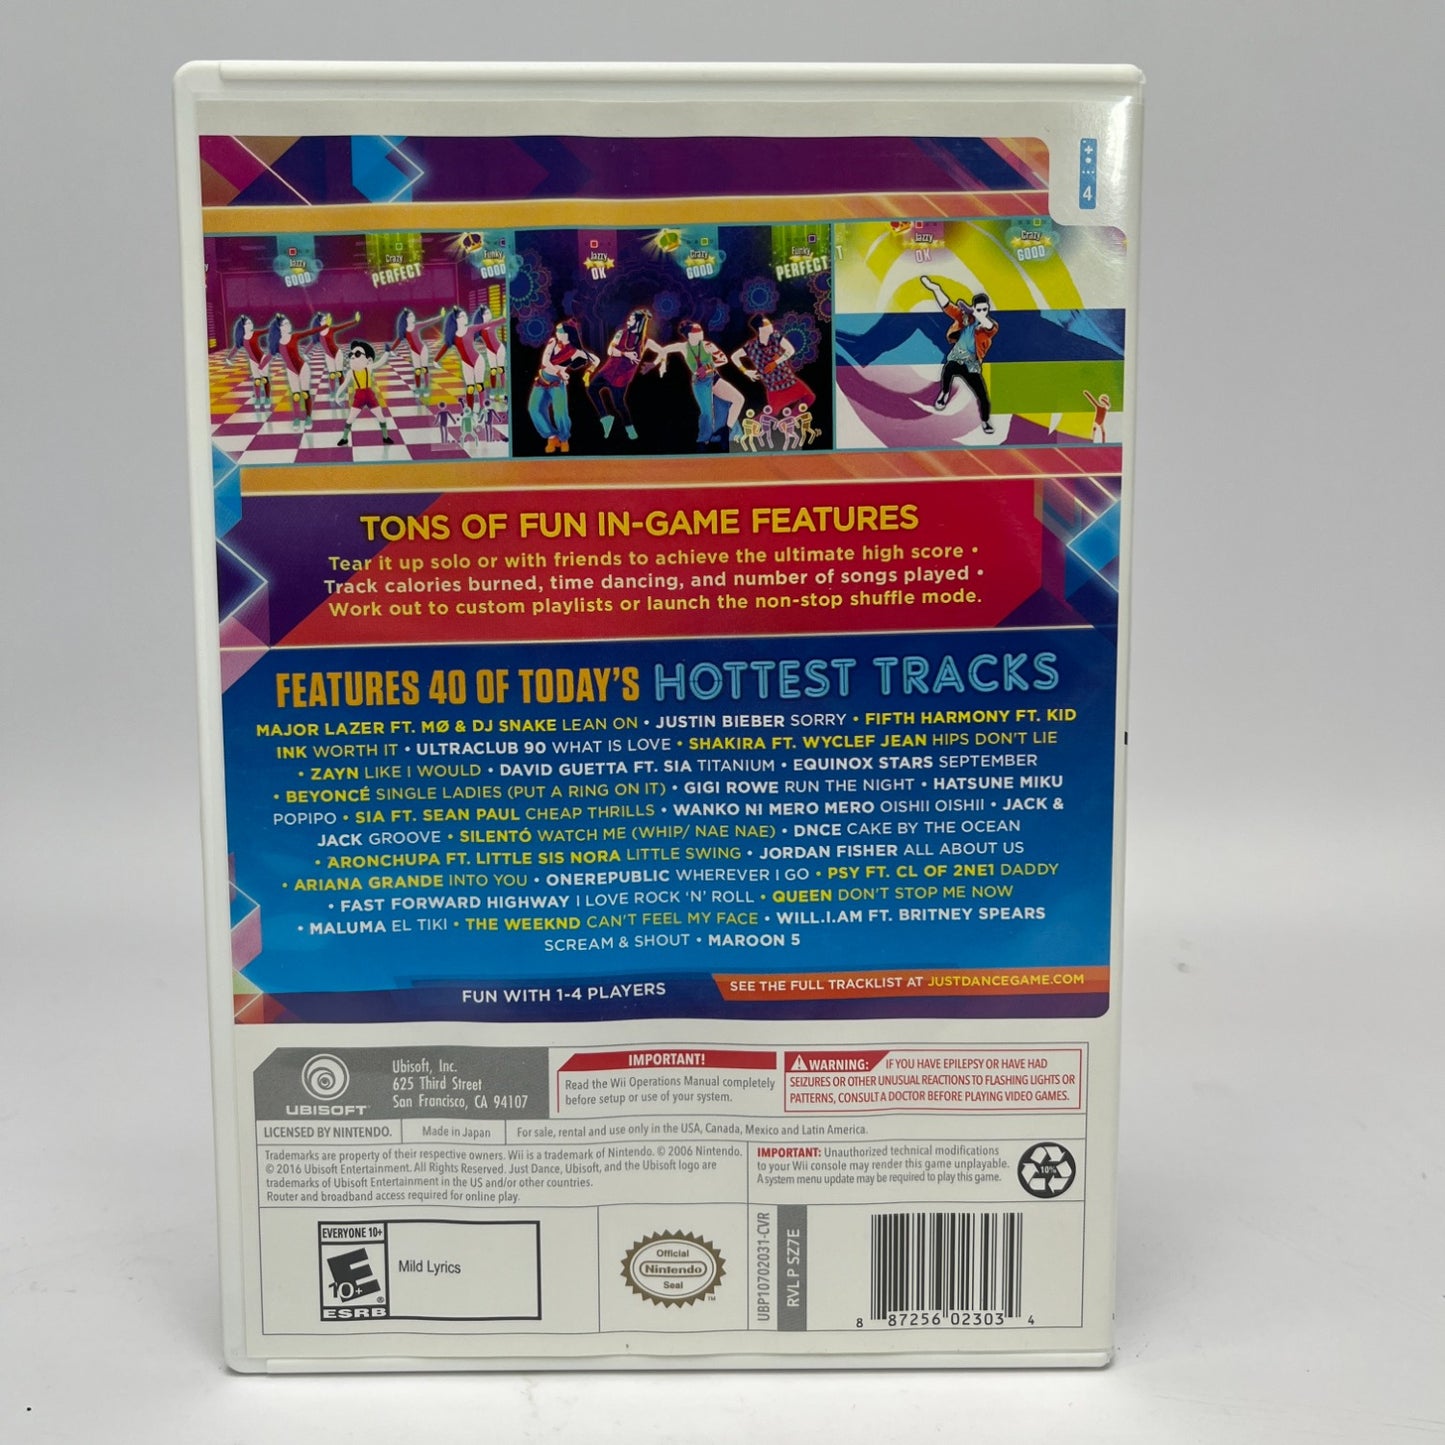 4
Jazzy
GOOD
Crazy
PERFECT
Funky
GOOD
Jazzy
OK
Crazy
GOOD
Funky
PERFECT
Jazzy
OK
Crazy
GOOD
TONS OF FUN IN-GAME FEATURES
Tear it up solo or with friends to achieve the ultimate high score •
Track calories burned, time dancing, and number of songs played •
Work out to custom playlists or launch the non-stop shuffle mode.
FEATURES 40 OF TODAY'S HOTTEST TRACKS
MAJOR LAZER FT. MØ & DJ SNAKE LEAN ON • JUSTIN BIEBER SORRY • FIFTH HARMONY FT. KID
INK WORTH IT • ULTRACLUB 90 WHAT IS LOVE • SHAKIRA FT. WYCLEF JEAN HIPS DON'T LIE
• ZAYN LIKE I WOULD • DAVID GUETTA FT. SIA TITANIUM • EQUINOX STARS SEPTEMBER
• BEYONCÉ SINGLE LADIES (PUT A RING ON IT) • GIGI ROWE RUN THE NIGHT • HATSUNE MIKU
POPIPO • SIA FT. SEAN PAUL CHEAP THRILLS • WANKO NI MERO MERO OISHII OISHII • JACK &
JACK GROOVE • SILENTÓ WATCH ME (WHIP/ NAE NAE) • DNCE CAKE BY THE OCEAN
• ARONCHUPA FT. LITTLE SIS NORA LITTLE SWING • JORDAN FISHER ALL ABOUT US
• ARIANA GRANDE INTO YOU • ONEREPUBLIC WHEREVER I GO • PSY FT. CL OF 2NE1 DADDY
• FAST FORWARD HIGHWAY I LOVE ROCK 'N' ROLL • QUEEN DON'T STOP ME NOW
• MALUMA EL TIKI • THE WEEKND CAN'T FEEL MY FACE • WILL.I.AM FT. BRITNEY SPEARS
SCREAM & SHOUT • MAROON 5
FUN WITH 1-4 PLAYERS
SEE THE FULL TRACKLIST AT JUSTDANCEGAME.COM
UBISOFT
Ubisoft, Inc.
625 Third Street
San Francisco, CA 94107
IMPORTANT!
Read the Wii Operations Manual completely
before setup or use of your system.
WARNING: IF YOU HAVE EPILEPSY OR HAVE HAD
SEIZURES OR OTHER UNUSUAL REACTIONS TO FLASHING LIGHTS OR
PATTERNS, CONSULT A DOCTOR BEFORE PLAYING VIDEO GAMES.
LICENSED BY NINTENDO.
Made in Japan
For sale, rental and use only in the USA, Canada, Mexico and Latin America.
Trademarks are property of their respective owners. Wii is a trademark of Nintendo. © 2006 Nintendo.
© 2016 Ubisoft Entertainment. All Rights Reserved. Just Dance, Ubisoft, and the Ubisoft logo are
trademarks of Ubisoft Entertainment in the US and/or other countries.
Router and broadband access required for online play.
IMPORTANT: Unauthorized technical modifications
to your Wii console may render this game unplayable.
A system menu update may be required to play this game.
10%
EVERYONE 10+
E
10+
®
ESRB
Mild Lyrics
Official
Nintendo
Seal
TM
UBP10702031-CVR
RVL P SZ7E
8 87256 02303 4